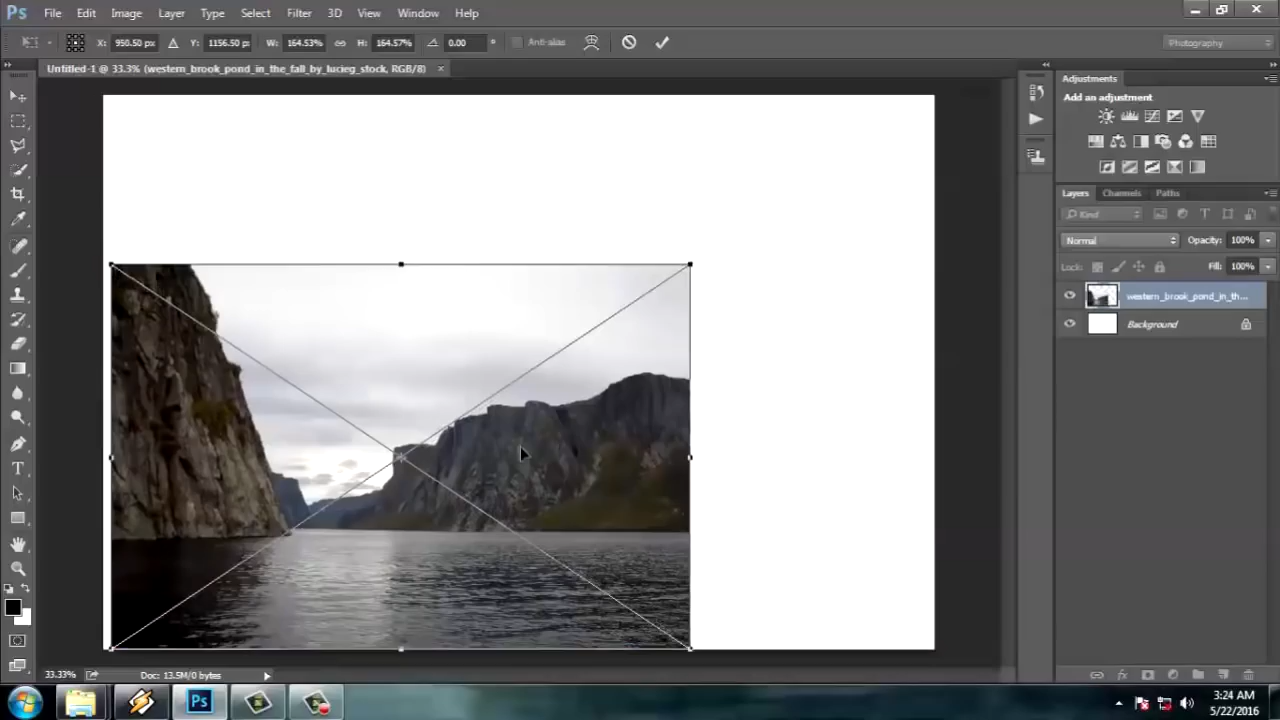 Ps File Edit Image Layer Type Select Filter 3D View Window Help
X: 950.50 px Y: 1156.50 px W: 164.53% H: 164.57% 0.00 ° Anti-alias Photography
Untitled-1 @ 33.3% (western_brook_pond_in_the_fall_by_lucieg_stock, RGB/8) ×
Adjustments
Add an adjustment
Layers Channels Paths
Kind
Normal Opacity: 100%
Lock: Fill: 100%
western_brook_pond_in_th...
Background
33.33% Doc: 13.5M/0 bytes
Ps
3:24 AM
5/22/2016